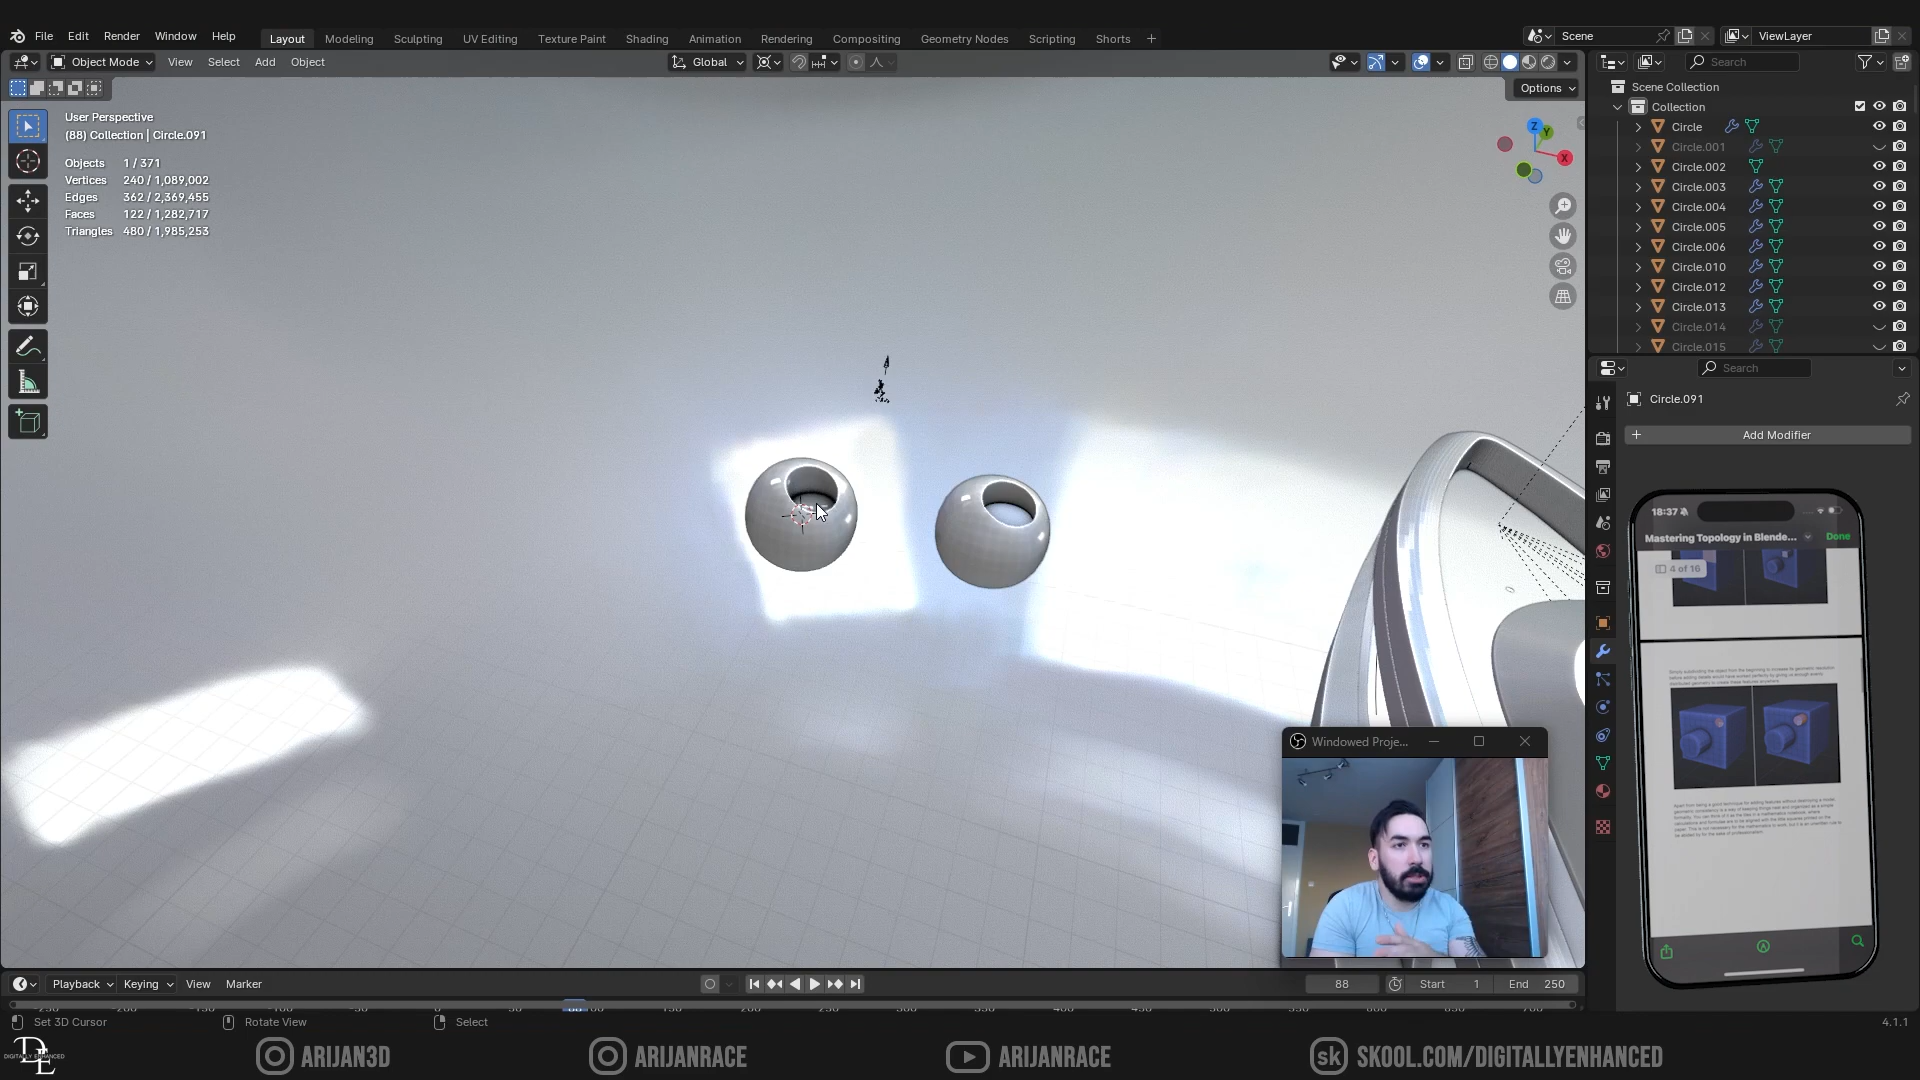 File Edit Render Window Help
Layout Modeling Sculpting UV Editing Texture Paint Shading Animation Rendering Compositing Geometry Nodes Scripting Shorts
Scene
ViewLayer
Object Mode View Select Add Object
Global
Search
Options
User Perspective
(88) Collection | Circle.091
Objects 1 / 371
Vertices 240 / 1,089,002
Edges 362 / 2,369,455
Faces 122 / 1,282,717
Triangles 480 / 1,985,253
Z
Y
X
Scene Collection
Collection
Circle
Circle.001
Circle.002
Circle.003
Circle.004
Circle.005
Circle.006
Circle.010
Circle.012
Circle.013
Circle.014
Circle.015
Search
Circle.091
Add Modifier
18:37
Mastering Topology in Blende...
Done
4 of 16
Windowed Proje...
Playback Keying View Marker
88
Start 1
End 250
Set 3D Cursor
Rotate View
Select
4.1.1
DE
DIGITALLY ENHANCED
ARIJAN3D
ARIJANRACE
ARIJANRACE
sk SKOOL.COM/DIGITALLYENHANCED